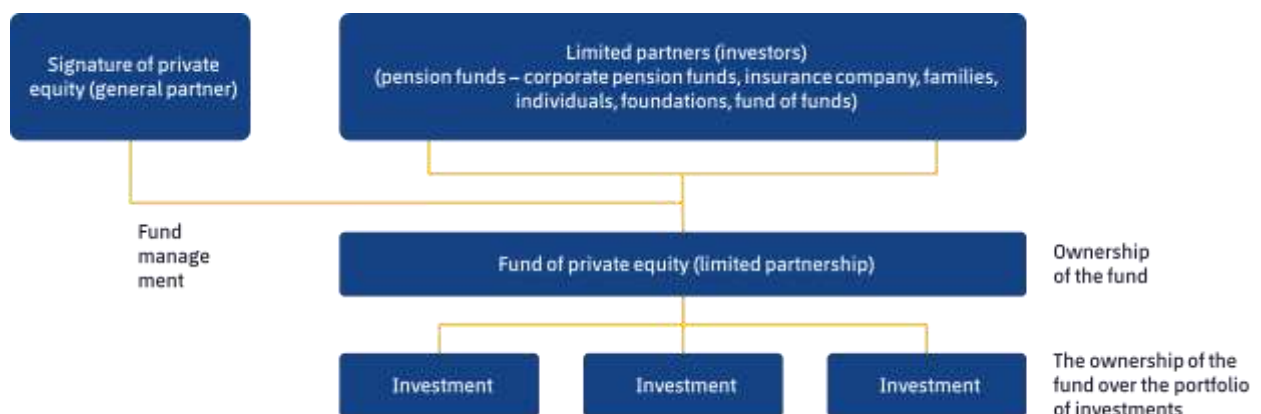 Signature of private
equity (general partner)
Limited partners (investors)
(pension funds – corporate pension funds, insurance company, families,
individuals, foundations, fund of funds)
Fund
manage
ment
Fund of private equity (limited partnership)
Ownership
of the fund
Investment
Investment
Investment
The ownership of the
fund over the portfolio
of investments